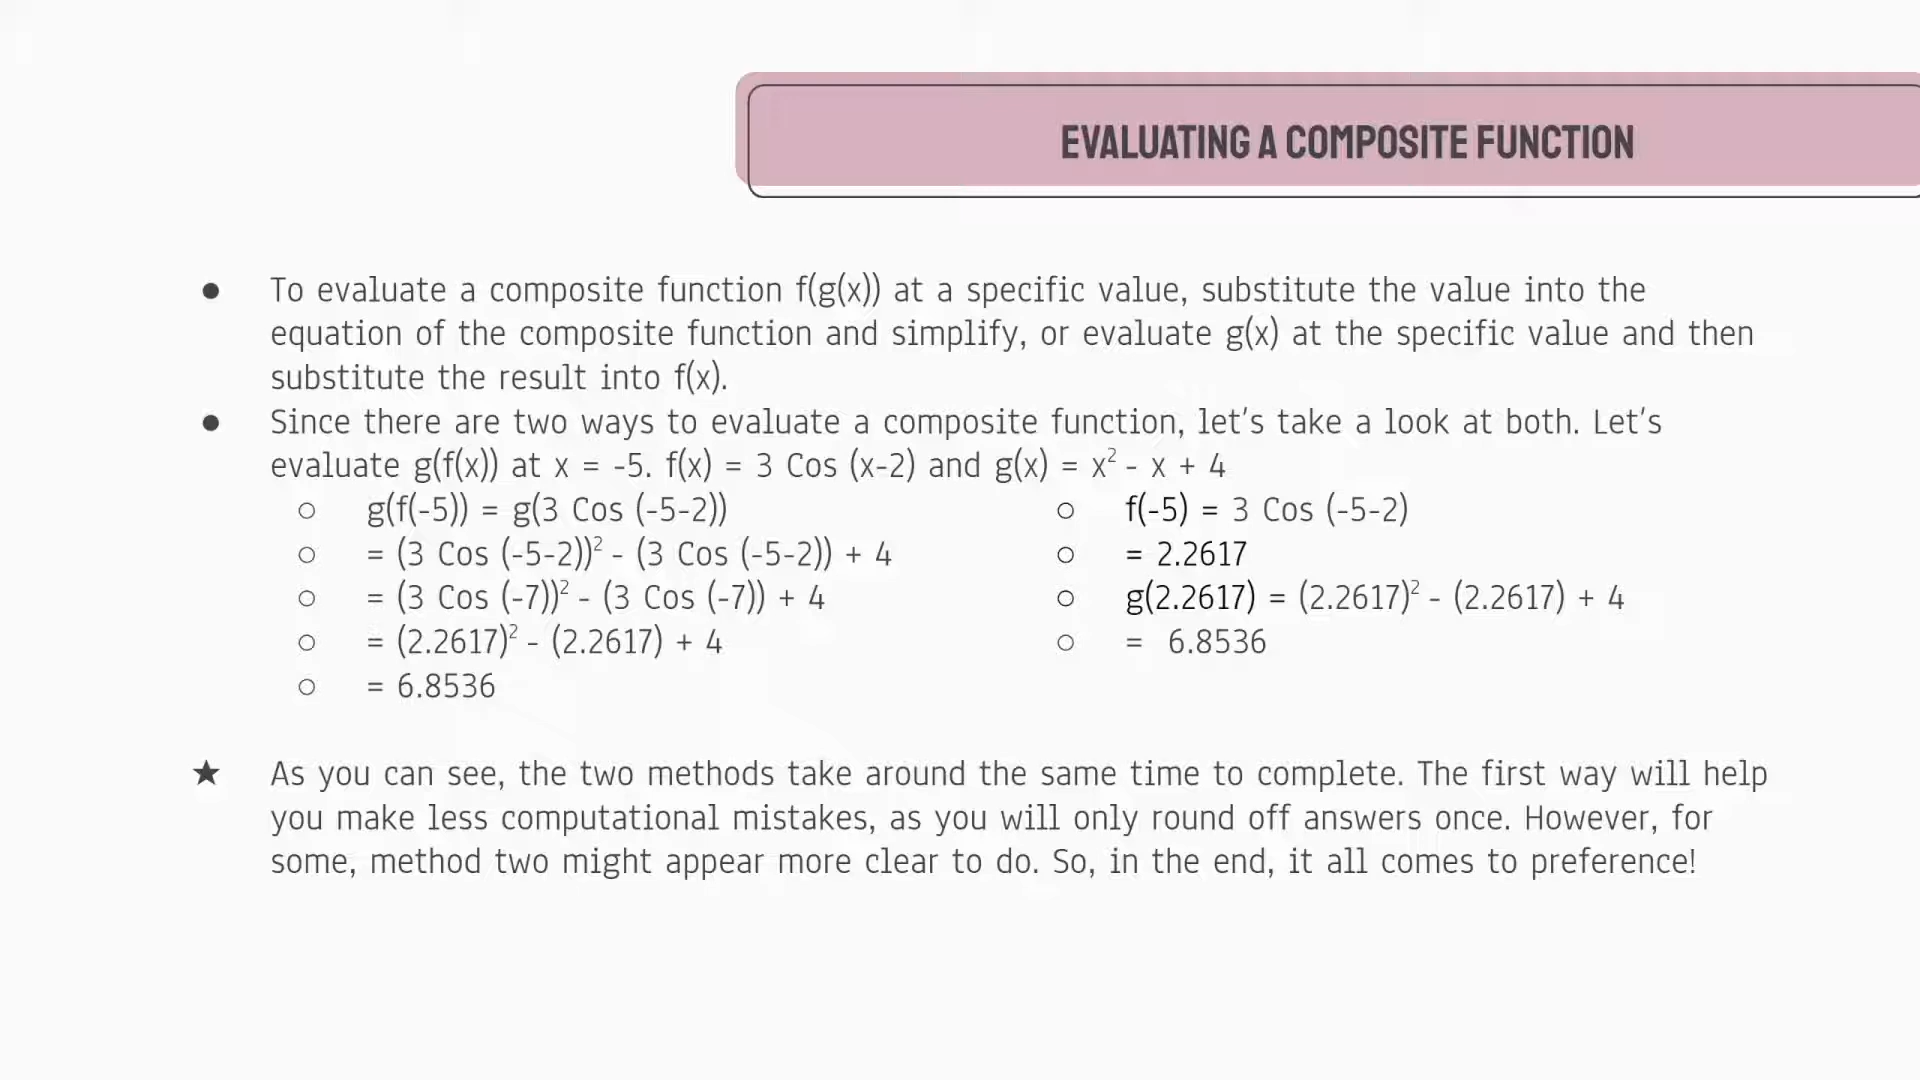 EVALUATING A COMPOSITE FUNCTION
● To evaluate a composite function f(g(x)) at a specific value, substitute the value into the
equation of the composite function and simplify, or evaluate g(x) at the specific value and then
substitute the result into f(x).
● Since there are two ways to evaluate a composite function, let's take a look at both. Let's
evaluate g(f(x)) at x = -5. f(x) = 3 Cos (x-2) and g(x) = x² - x + 4
○ g(f(-5)) = g(3 Cos (-5-2))
○ = (3 Cos (-5-2))² - (3 Cos (-5-2)) + 4
○ = (3 Cos (-7))² - (3 Cos (-7)) + 4
○ = (2.2617)² - (2.2617) + 4
○ = 6.8536
○ f(-5) = 3 Cos (-5-2)
○ = 2.2617
○ g(2.2617) = (2.2617)² - (2.2617) + 4
○ = 6.8536
★ As you can see, the two methods take around the same time to complete. The first way will help
you make less computational mistakes, as you will only round off answers once. However, for
some, method two might appear more clear to do. So, in the end, it all comes to preference!